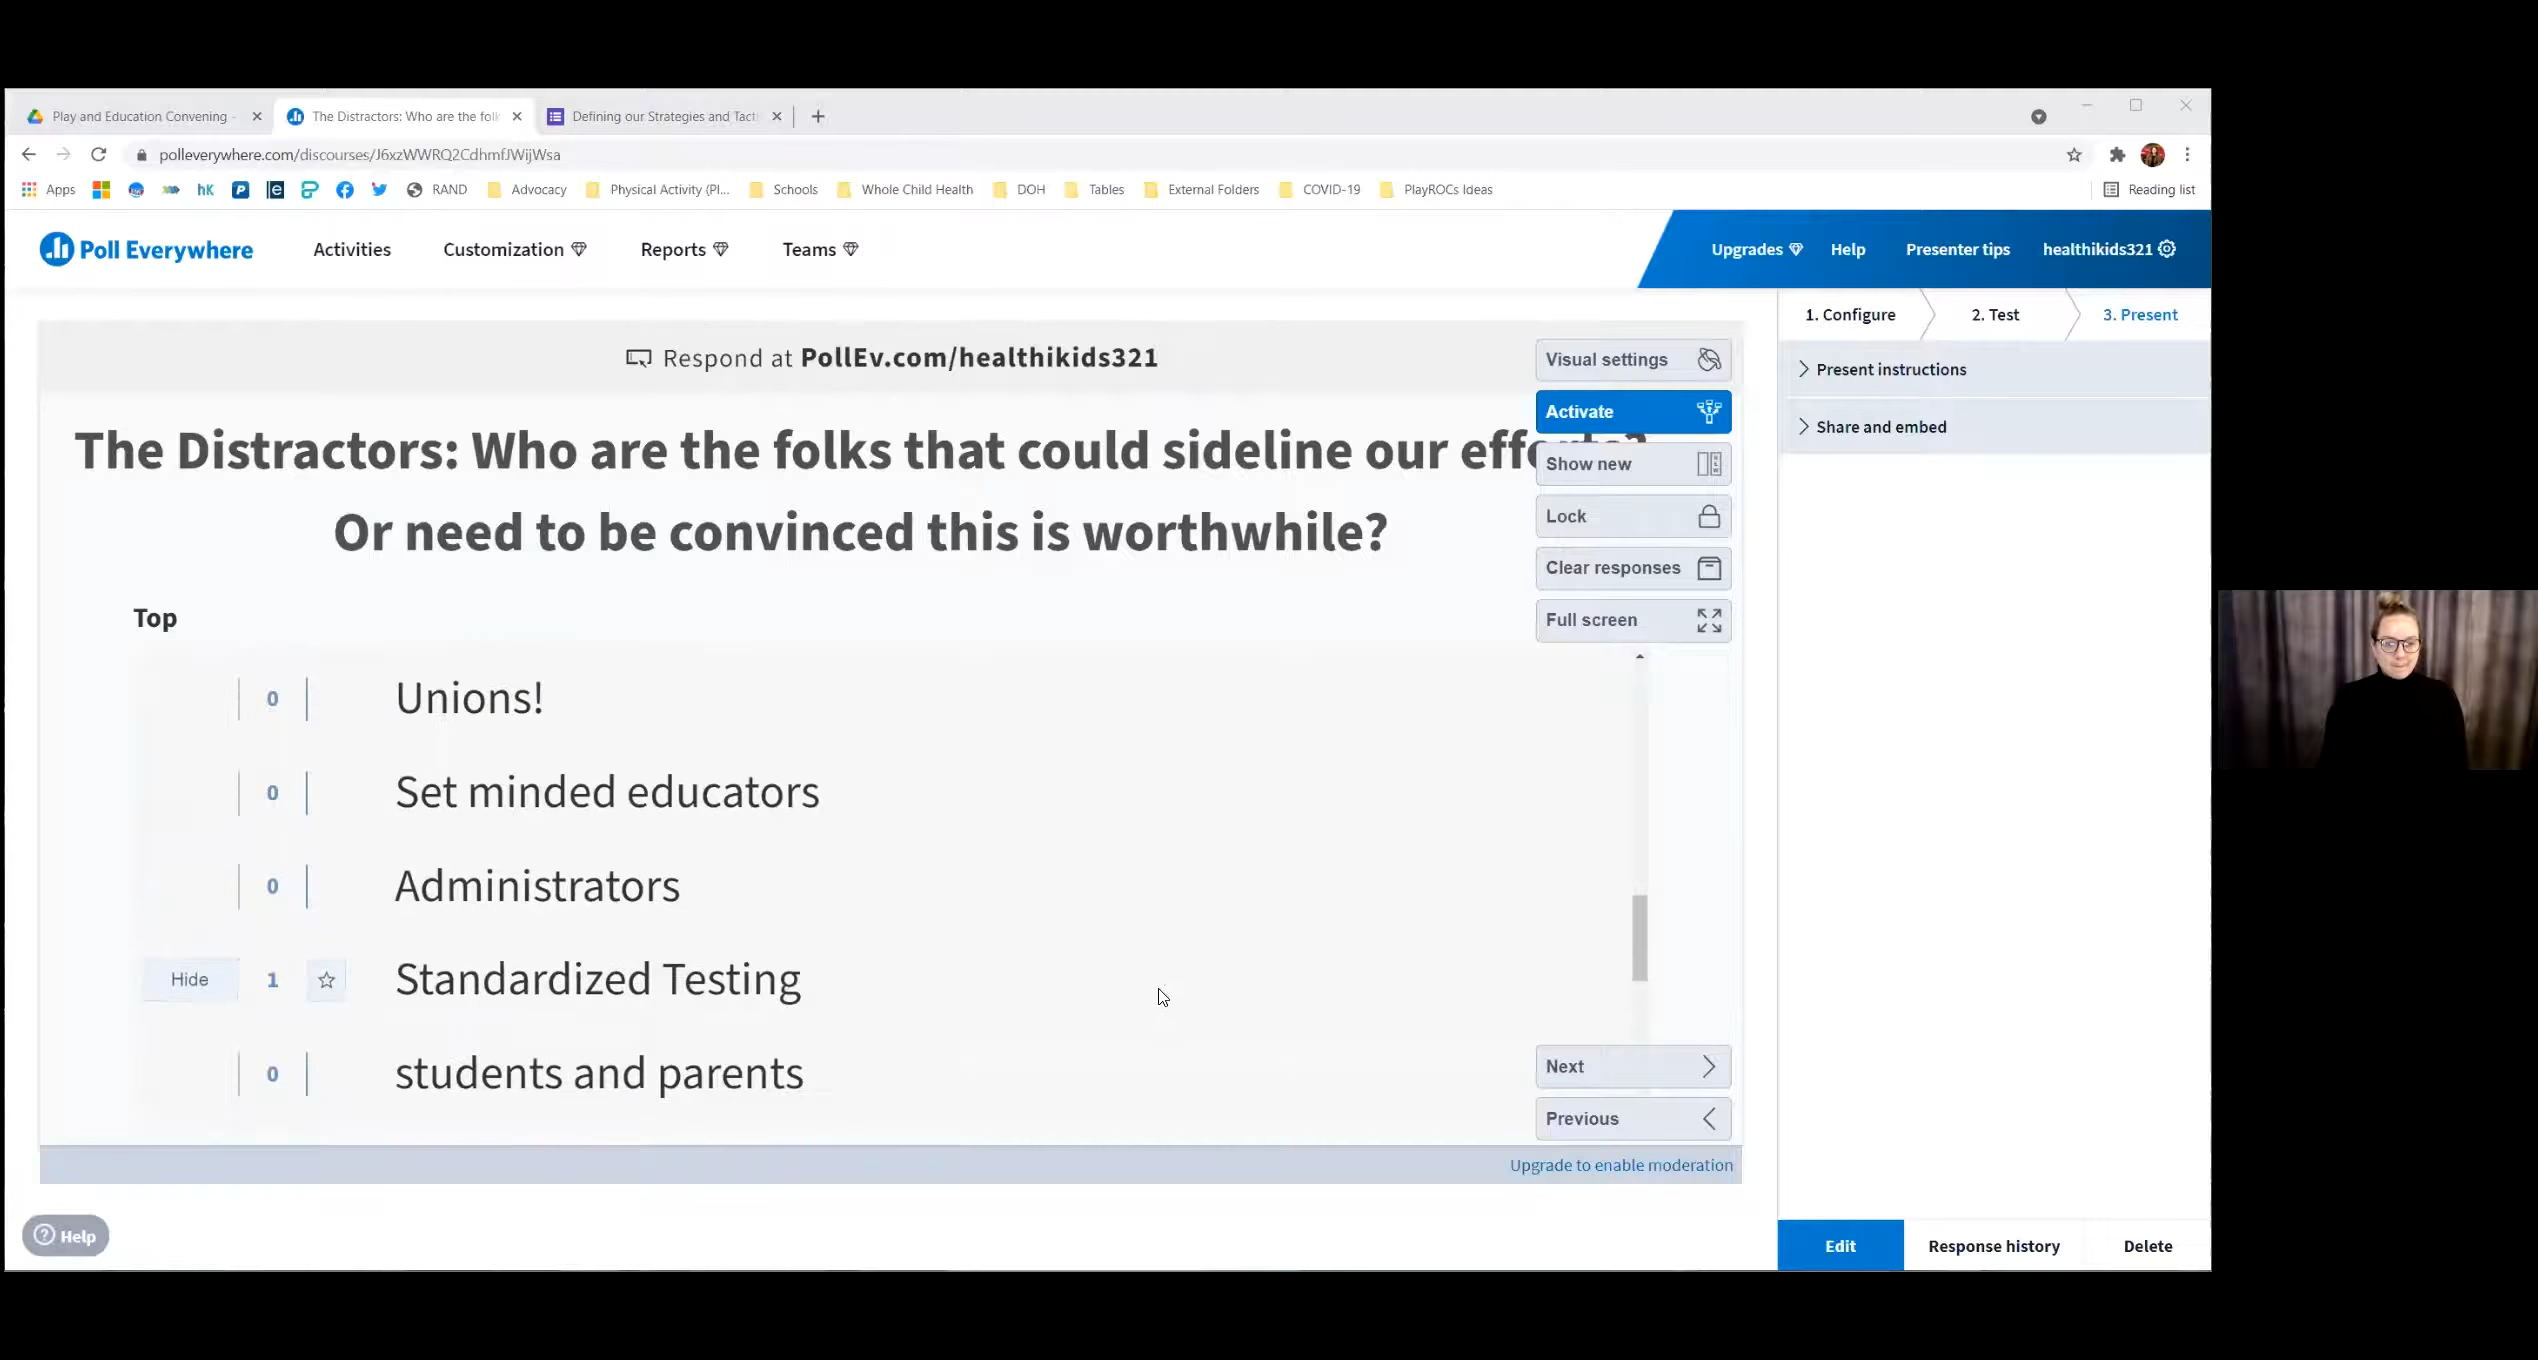 Play and Education Convening -
The Distractors: Who are the folk
Defining our Strategies and Tacti
polleverywhere.com/discourses/J6xzWWRQ2CdhmfJWijWsa
Apps
hK
RAND
Advocacy
Physical Activity (Pl...
Schools
Whole Child Health
DOH
Tables
External Folders
COVID-19
PlayROCs Ideas
Reading list
Poll Everywhere
Activities
Customization
Reports
Teams
Upgrades
Help
Presenter tips
healthikids321
1. Configure
2. Test
3. Present
Present instructions
Share and embed
Respond at PollEv.com/healthikids321
Visual settings
Activate
Show new
Lock
Clear responses
Full screen
The Distractors: Who are the folks that could sideline our efforts?
Or need to be convinced this is worthwhile?
Top
0 Unions!
0 Set minded educators
0 Administrators
Hide 1 Standardized Testing
0 students and parents
Next
Previous
Upgrade to enable moderation
Help
Edit
Response history
Delete